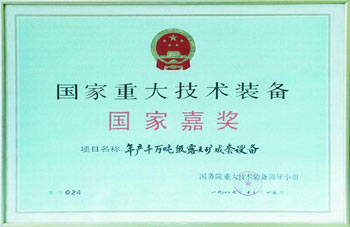 国家重大技术装备
国家嘉奖
项目名称:年产千万吨级露天矿成套设备
国务院重大技术装备领导小组
024